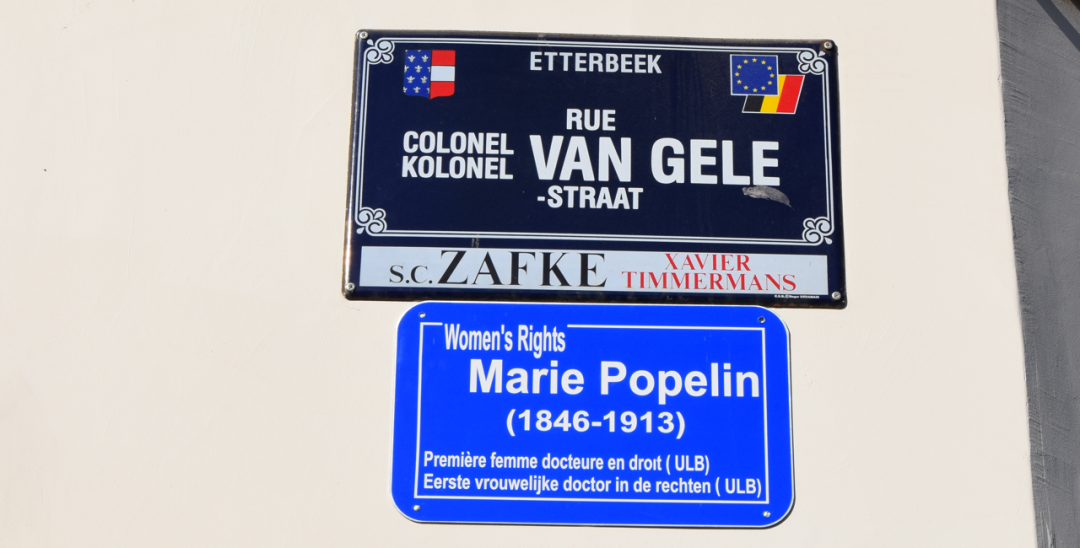 ETTERBEEK
RUE
COLONEL
KOLONEL
VAN GELE
-STRAAT
S.C. ZAFKE
XAVIER
TIMMERMANS
Women's Rights
Marie Popelin
(1846-1913)
Première femme docteure en droit ( ULB)
Eerste vrouwelijke doctor in de rechten ( ULB)